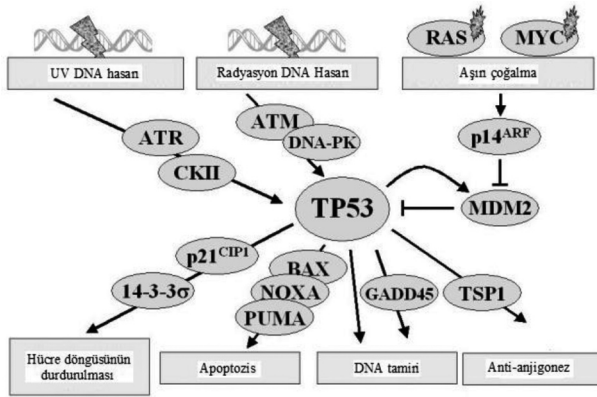 RAS
MYC
UV DNA hasarı
Radyasyon DNA Hasarı
Aşırı çoğalma
ATR
CKII
ATM
DNA-PK
p14ARF
TP53
MDM2
p21CIP1
14-3-3σ
BAX
NOXA
PUMA
GADD45
TSP1
Hücre döngüsünün
durdurulması
Apoptozis
DNA tamiri
Anti-anjigonez